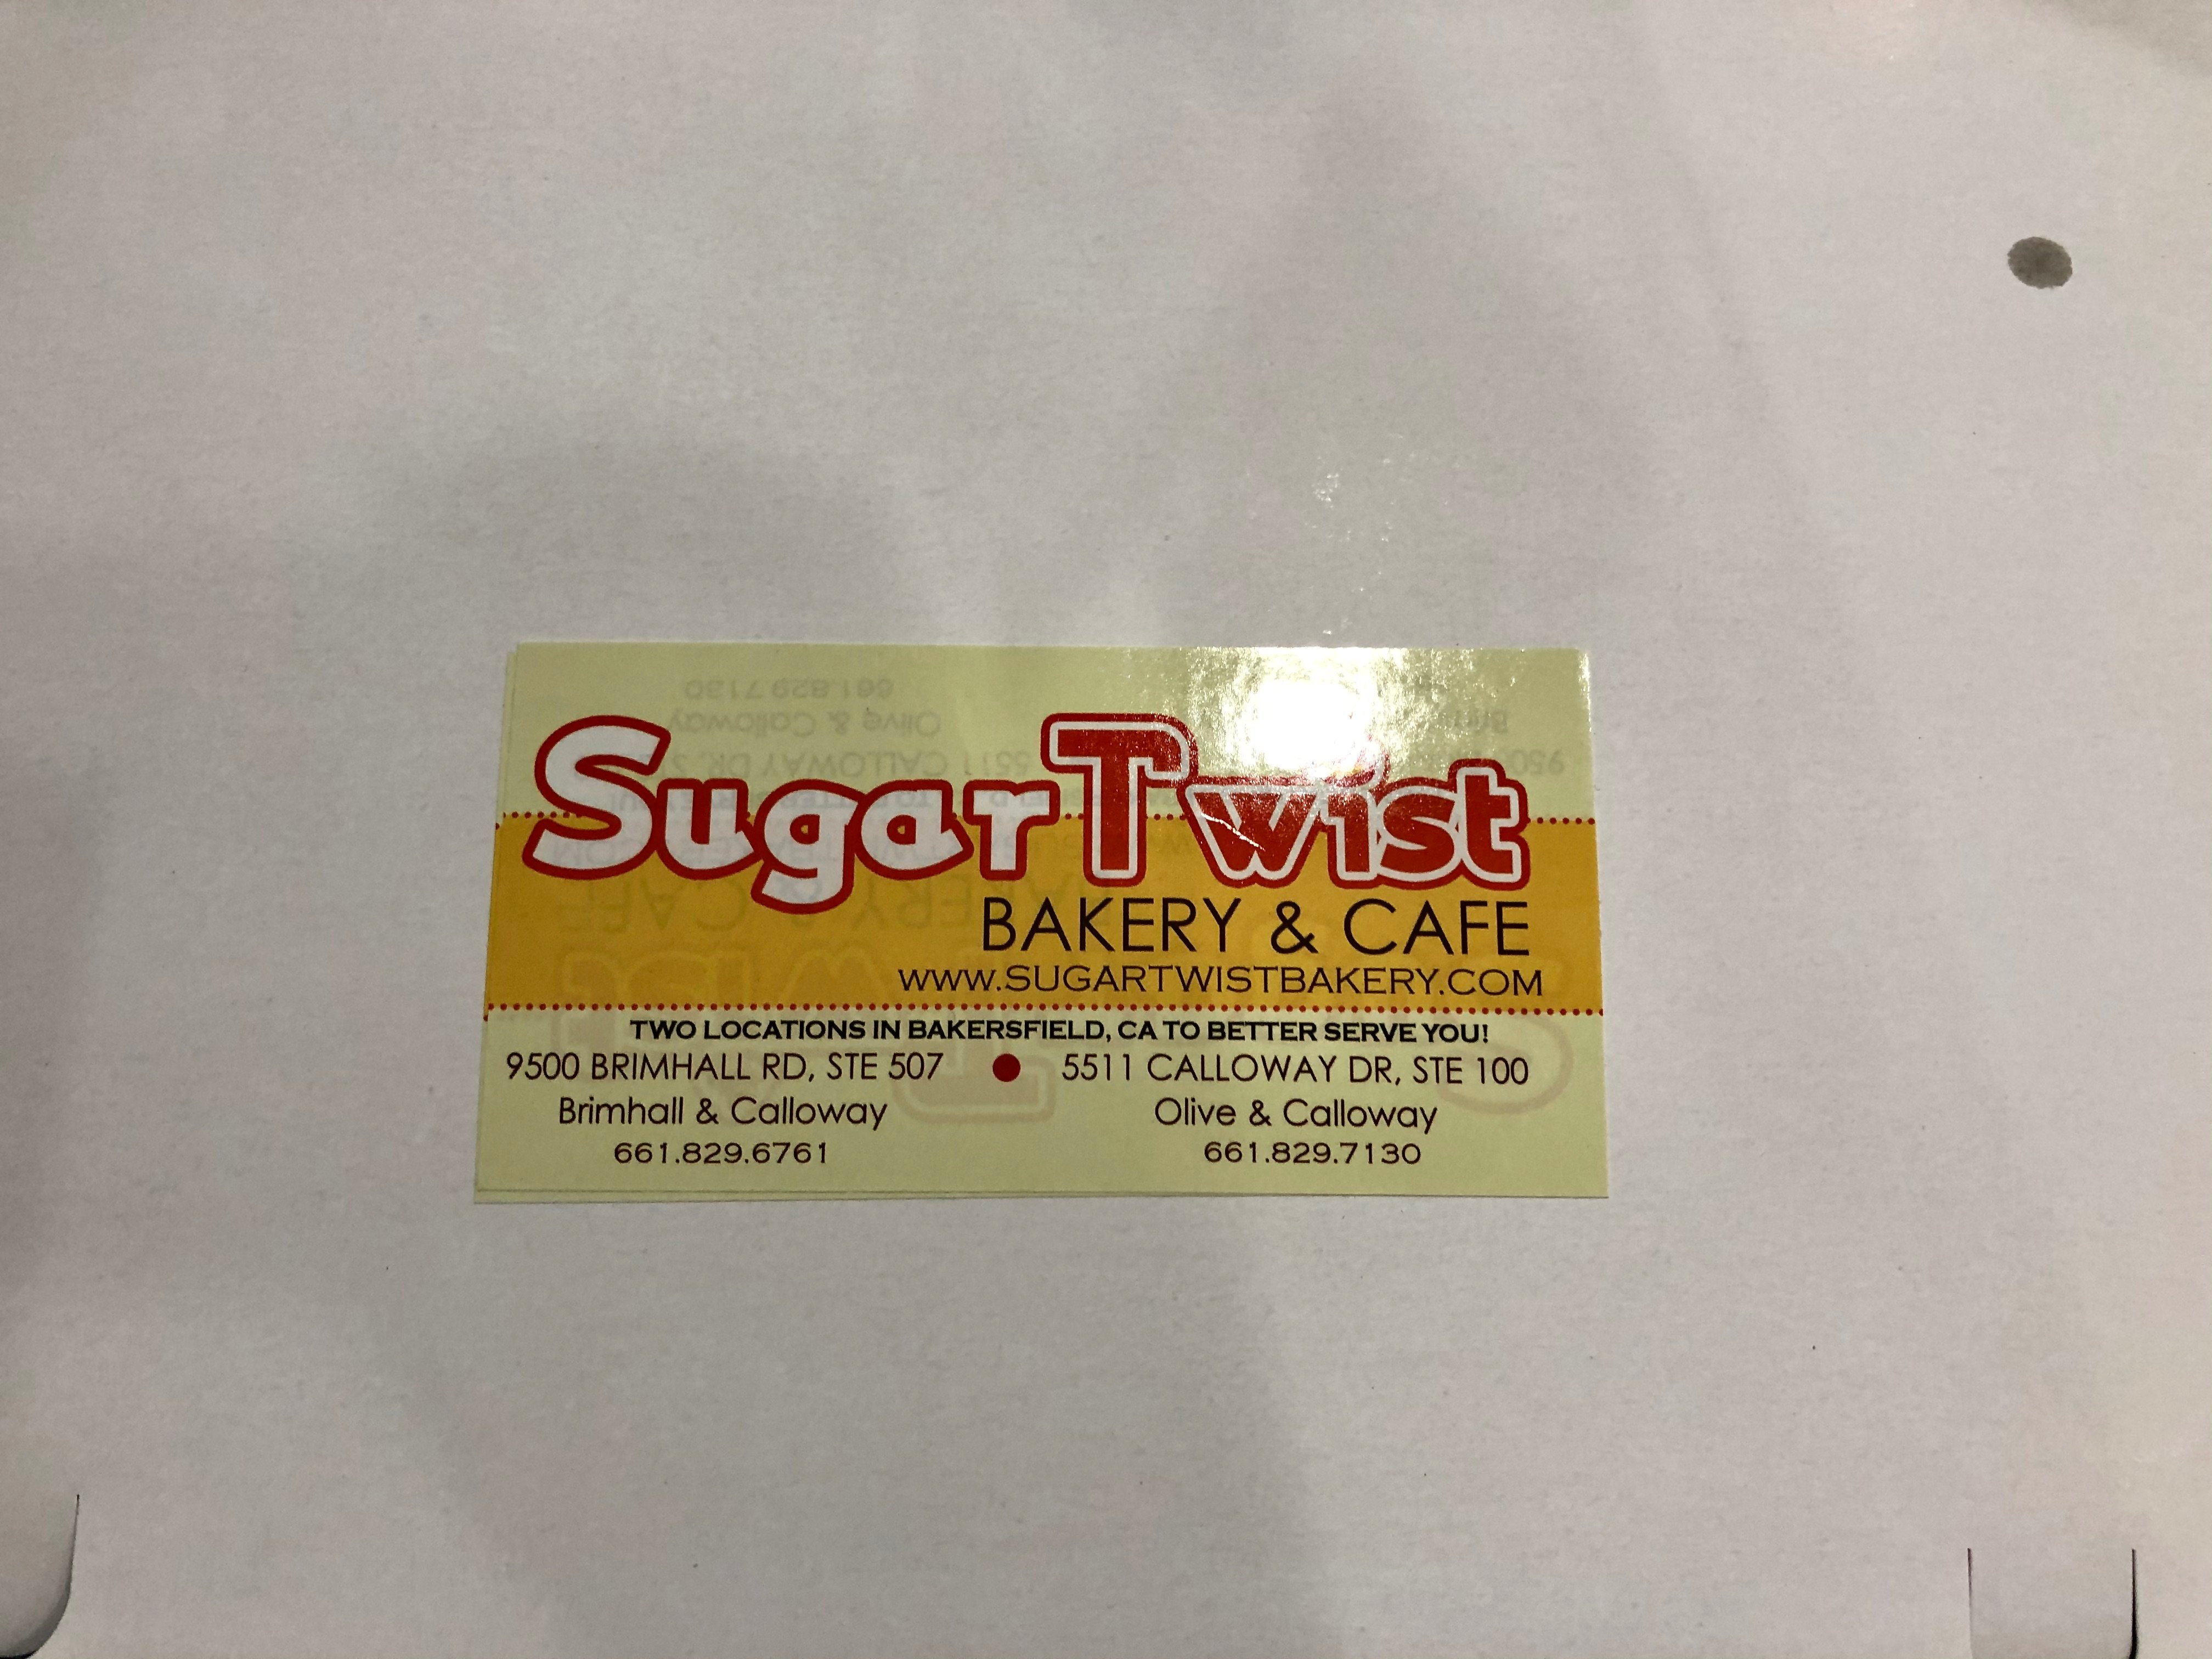 SugarTwist
BAKERY & CAFE
WWW.SUGARTWISTBAKERY.COM
TWO LOCATIONS IN BAKERSFIELD, CA TO BETTER SERVE YOU!
9500 BRIMHALL RD, STE 507 • 5511 CALLOWAY DR, STE 100
Brimhall & Calloway Olive & Calloway
661.829.6761 661.829.7130